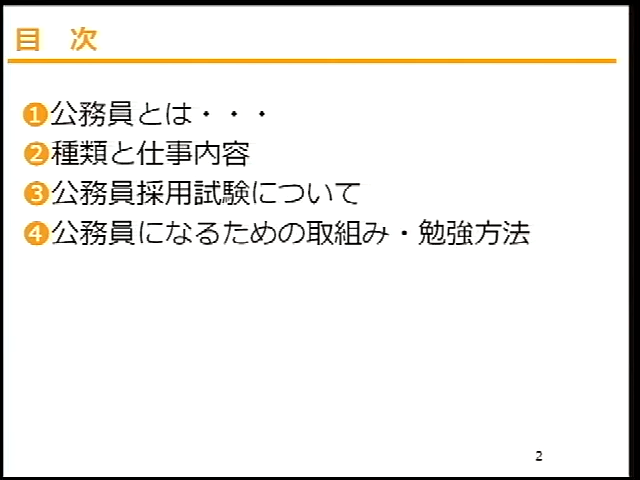 目　次
❶公務員とは・・・
❷種類と仕事内容
❸公務員採用試験について
❹公務員になるための取組み・勉強方法
2